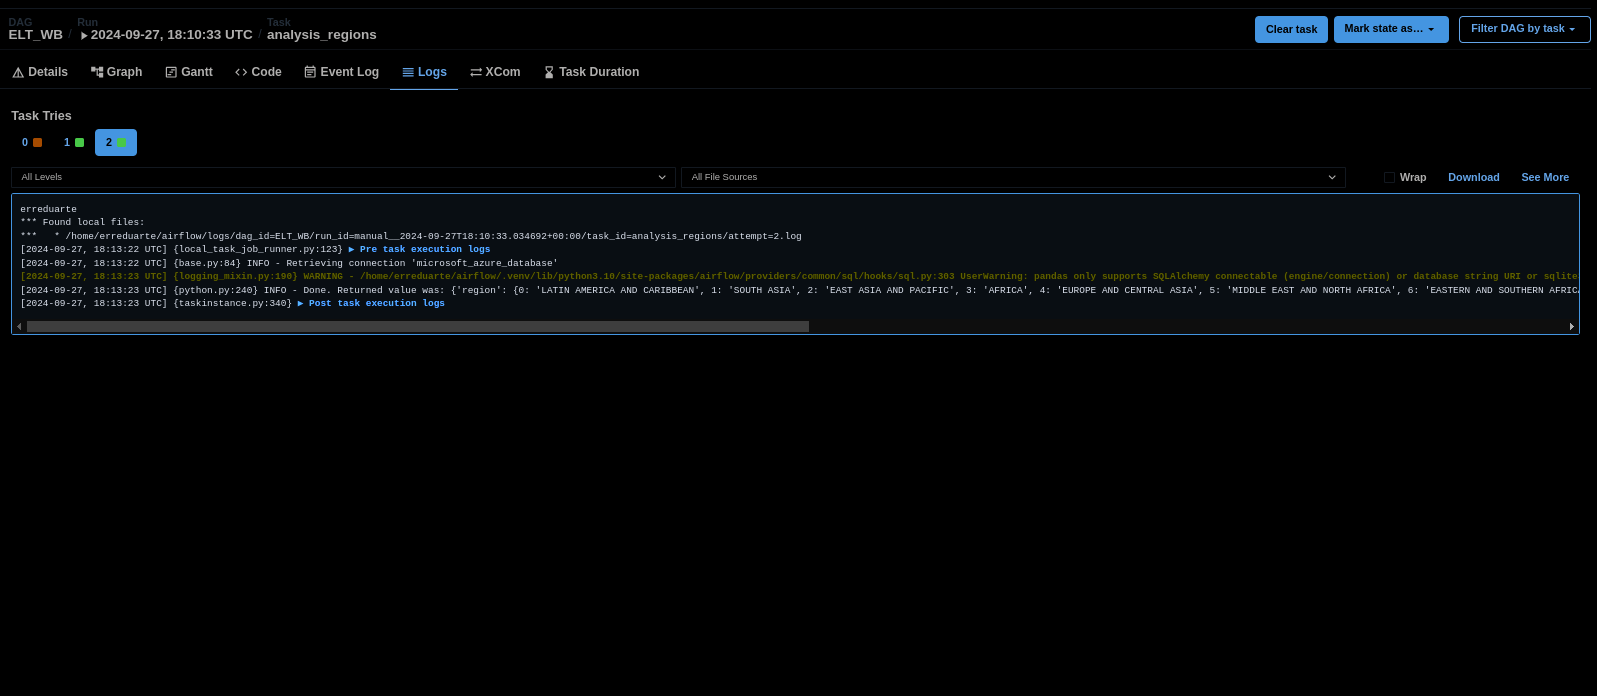 DAG Run Task
ELT_WB / 2024-09-27, 18:10:33 UTC / analysis_regions
Clear task Mark state as… Filter DAG by task
Details Graph Gantt Code Event Log Logs XCom Task Duration
Task Tries
0 1 2
All Levels All File Sources Wrap Download See More
erreduarte
*** Found local files:
***   * /home/erreduarte/airflow/logs/dag_id=ELT_WB/run_id=manual__2024-09-27T18:10:33.034692+00:00/task_id=analysis_regions/attempt=2.log
[2024-09-27, 18:13:22 UTC] {local_task_job_runner.py:123} ▶ Pre task execution logs
[2024-09-27, 18:13:22 UTC] {base.py:84} INFO - Retrieving connection 'microsoft_azure_database'
[2024-09-27, 18:13:23 UTC] {logging_mixin.py:190} WARNING - /home/erreduarte/airflow/.venv/lib/python3.10/site-packages/airflow/providers/common/sql/hooks/sql.py:303 UserWarning: pandas only supports SQLAlchemy connectable (engine/connection) or database string URI or sqlite
[2024-09-27, 18:13:23 UTC] {python.py:240} INFO - Done. Returned value was: {'region': {0: 'LATIN AMERICA AND CARIBBEAN', 1: 'SOUTH ASIA', 2: 'EAST ASIA AND PACIFIC', 3: 'AFRICA', 4: 'EUROPE AND CENTRAL ASIA', 5: 'MIDDLE EAST AND NORTH AFRICA', 6: 'EASTERN AND SOUTHERN AFRICA
[2024-09-27, 18:13:23 UTC] {taskinstance.py:340} ▶ Post task execution logs